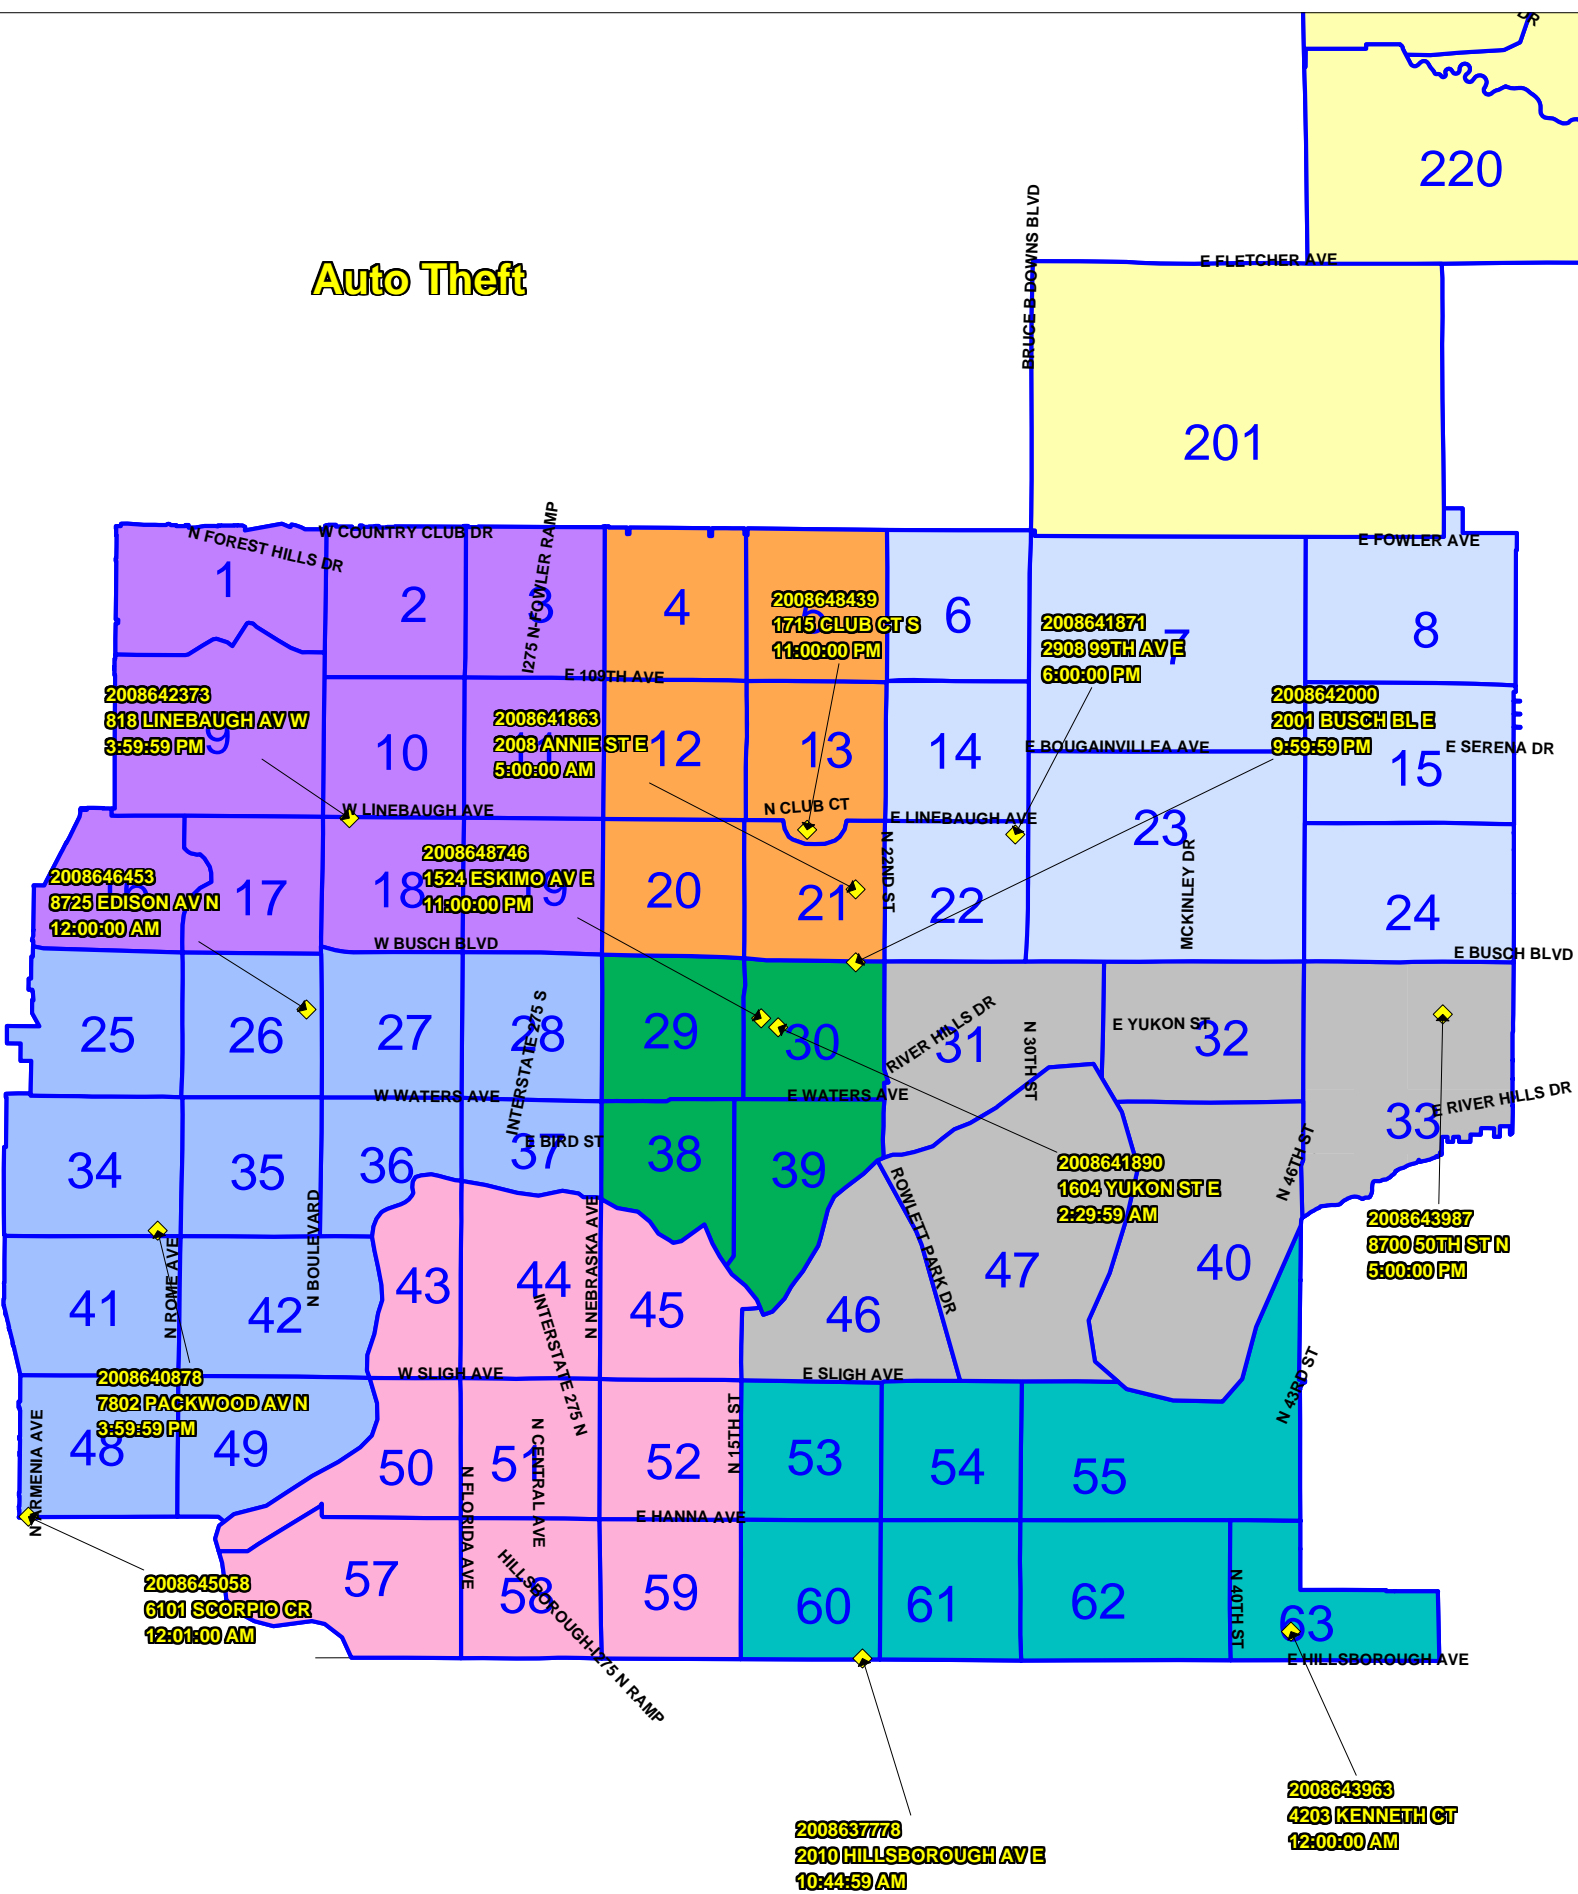 DR
220
BRUCE B DOWNS BLVD
E FLETCHER AVE
Auto Theft
201
N FOREST HILLS DR
W COUNTRY CLUB DR
I275 N-FOWLER RAMP
E FOWLER AVE
1
2
3
4
5
6
7
8
2008648439
1715 CLUB CT S
11:00:00 PM
2008641871
2908 99TH AV E
6:00:00 PM
E 109TH AVE
2008642373
818 LINEBAUGH AV W
3:59:59 PM
2008641863
2008 ANNIE ST E
5:00:00 AM
2008642000
2001 BUSCH BL E
9:59:59 PM
9
10
11
12
13
14
15
E BOUGAINVILLEA AVE
E SERENA DR
W LINEBAUGH AVE
N CLUB CT
E LINEBAUGH AVE
N 22ND ST
MCKINLEY DR
2008646453
8725 EDISON AV N
12:00:00 AM
2008648746
1524 ESKIMO AV E
11:00:00 PM
16
17
18
19
20
21
22
23
24
W BUSCH BLVD
E BUSCH BLVD
25
26
27
28
29
30
31
32
33
INTERSTATE 275 S
RIVER HILLS DR
N 30TH ST
E YUKON ST
W WATERS AVE
E WATERS AVE
E RIVER HILLS DR
E BIRD ST
34
35
36
37
38
39
2008641890
1604 YUKON ST E
2:29:59 AM
N 46TH ST
2008643987
8700 50TH ST N
5:00:00 PM
N ROME AVE
N BOULEVARD
N NEBRASKA AVE
ROWLETT PARK DR
41
42
43
44
45
46
47
40
INTERSTATE 275 N
W SLIGH AVE
E SLIGH AVE
N 43RD ST
2008640878
7802 PACKWOOD AV N
3:59:59 PM
N ARMENIA AVE
48
49
50
51
52
53
54
55
N FLORIDA AVE
N CENTRAL AVE
N 15TH ST
E HANNA AVE
2008645058
6101 SCORPIO CR
12:01:00 AM
57
58
59
60
61
62
63
N 40TH ST
HILLSBOROUGH-I275 N RAMP
E HILLSBOROUGH AVE
2008637778
2010 HILLSBOROUGH AV E
10:44:59 AM
2008643963
4203 KENNETH CT
12:00:00 AM